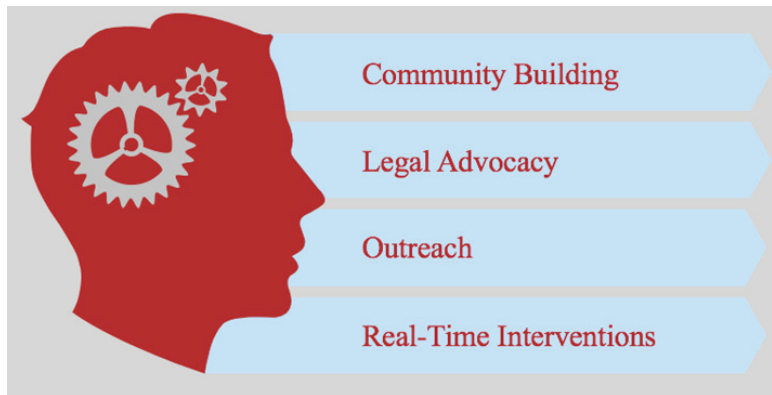 Community Building
Legal Advocacy
Outreach
Real-Time Interventions